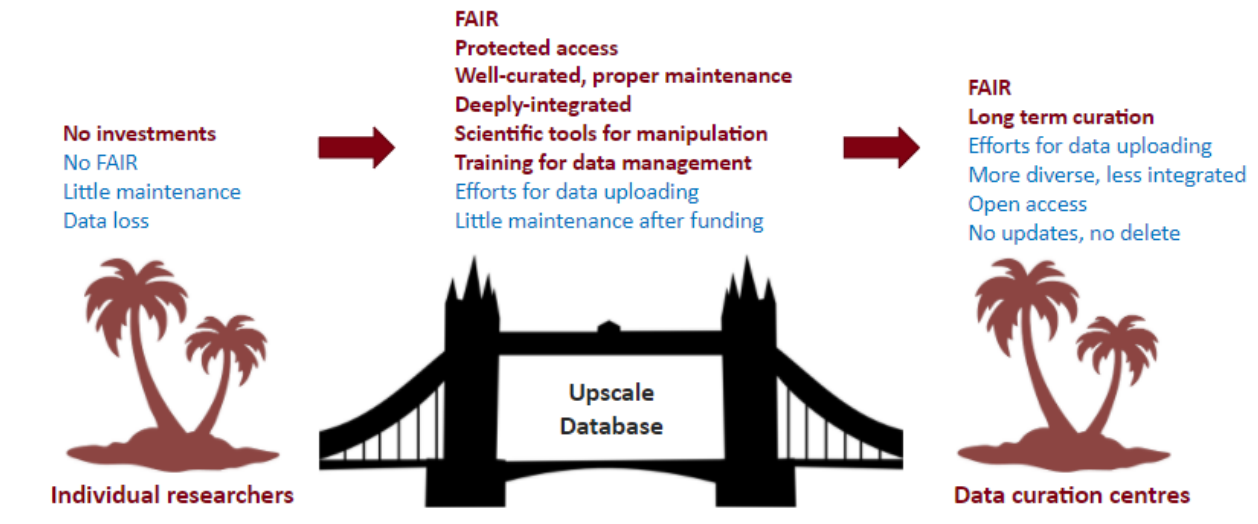 No investments
No FAIR
Little maintenance
Data loss
FAIR
Protected access
Well-curated, proper maintenance
Deeply-integrated
Scientific tools for manipulation
Training for data management
Efforts for data uploading
Little maintenance after funding
FAIR
Long term curation
Efforts for data uploading
More diverse, less integrated
Open access
No updates, no delete
Upscale
Database
Individual researchers
Data curation centres